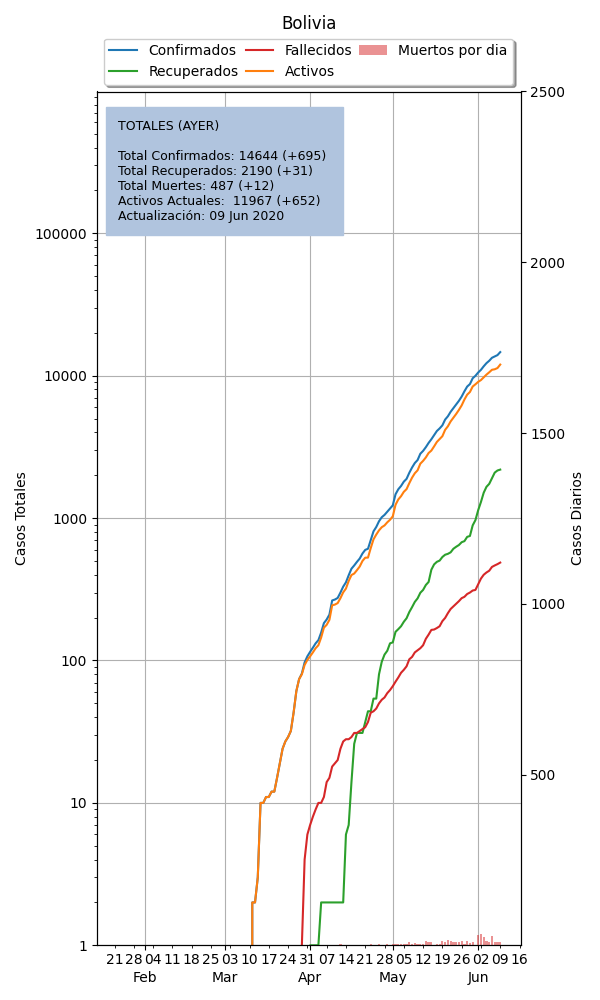 Bolivia
Confirmados Fallecidos Muertos por dia
Recuperados Activos
TOTALES (AYER)
Total Confirmados: 14644 (+695)
Total Recuperados: 2190 (+31)
Total Muertes: 487 (+12)
Activos Actuales:  11967 (+652)
Actualización: 09 Jun 2020
Casos Totales
100000
10000
1000
100
10
1
2500
2000
1500
1000
500
Casos Diarios
21 28 04 11 18 25 03 10 17 24 31 07 14 21 28 05 12 19 26 02 09 16
Feb Mar Apr May Jun